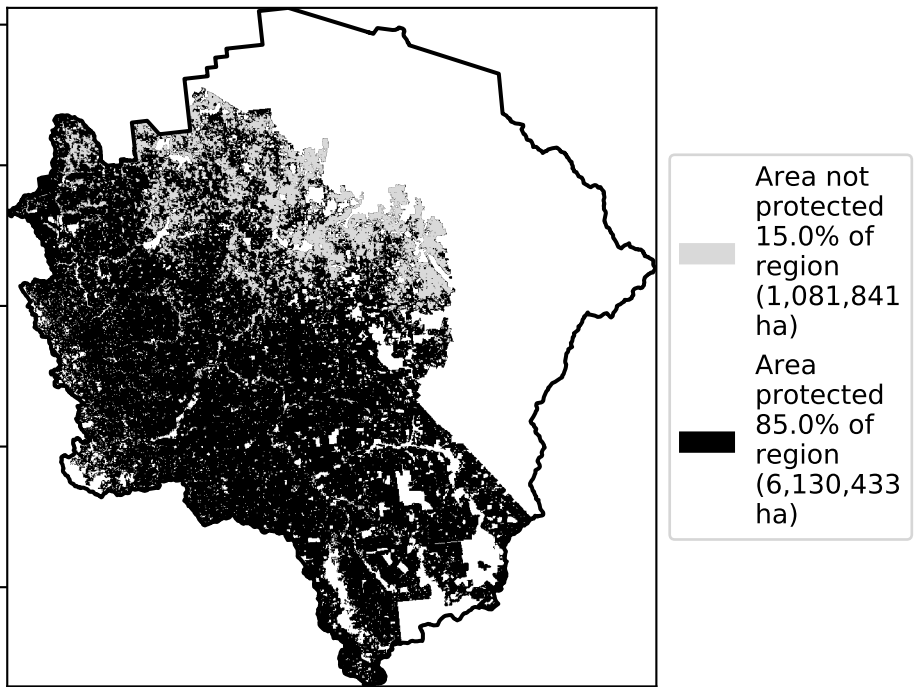 Area not
protected
15.0% of
region
(1,081,841
ha)
Area
protected
85.0% of
region
(6,130,433
ha)